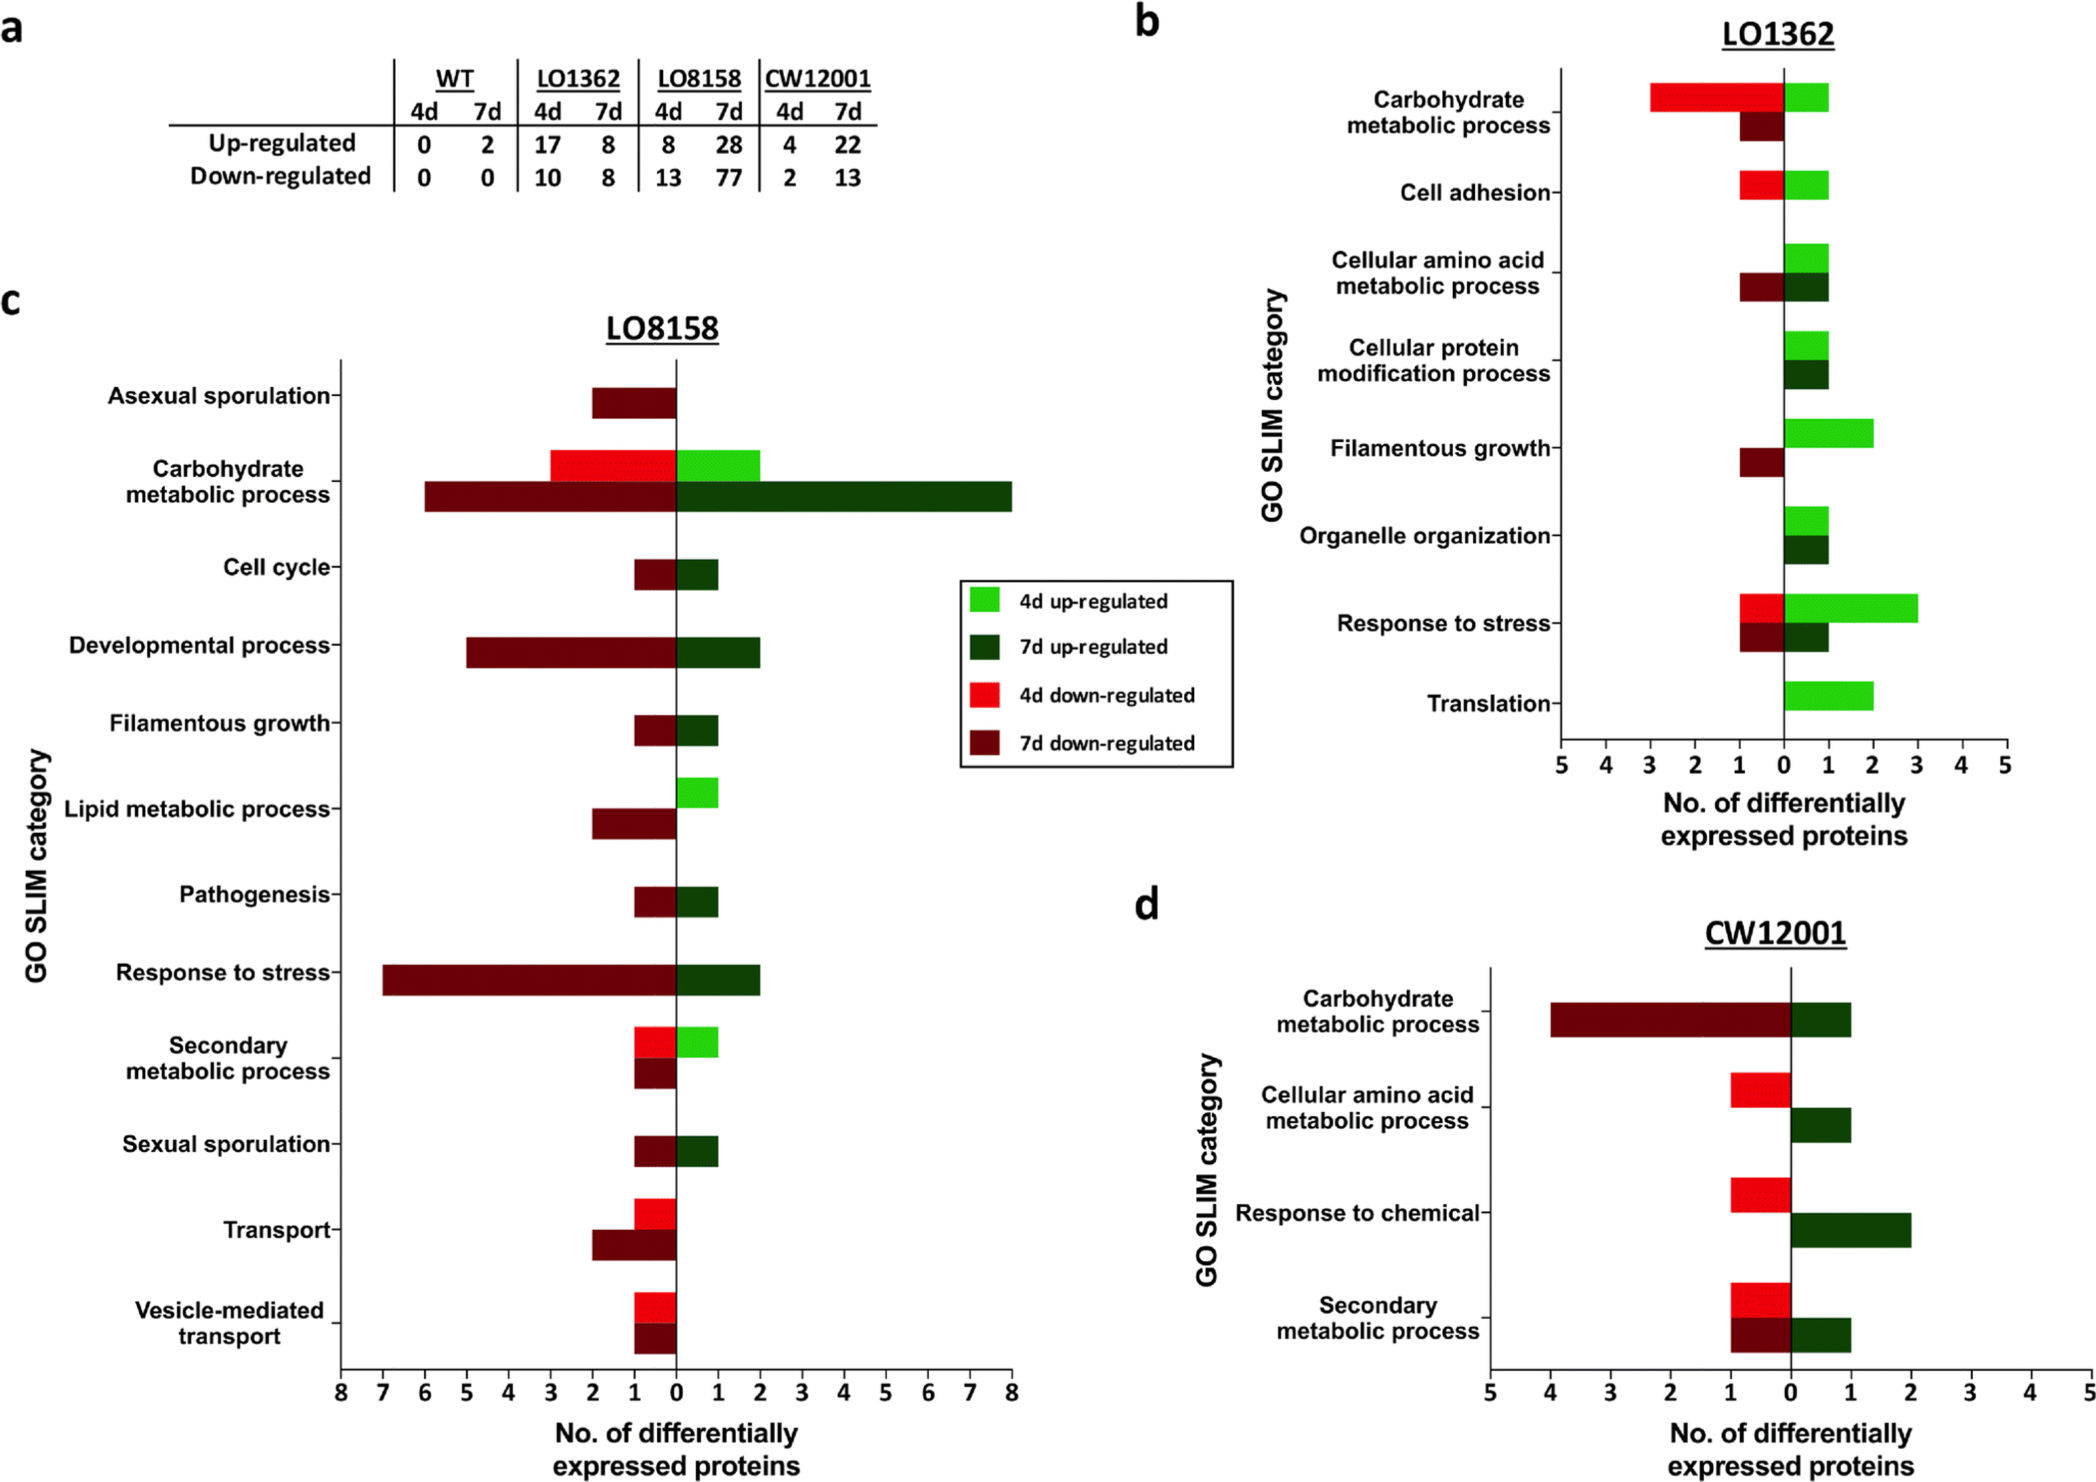 a
WT LO1362 LO8158 CW12001
4d 7d 4d 7d 4d 7d 4d 7d
Up-regulated 0 2 17 8 8 28 4 22
Down-regulated 0 0 10 8 13 77 2 13
b
LO1362
GO SLIM category
Carbohydrate
metabolic process
Cell adhesion
Cellular amino acid
metabolic process
Cellular protein
modification process
Filamentous growth
Organelle organization
Response to stress
Translation
5 4 3 2 1 0 1 2 3 4 5
No. of differentially
expressed proteins
c
LO8158
GO SLIM category
Asexual sporulation
Carbohydrate
metabolic process
Cell cycle
Developmental process
Filamentous growth
Lipid metabolic process
Pathogenesis
Response to stress
Secondary
metabolic process
Sexual sporulation
Transport
Vesicle-mediated
transport
8 7 6 5 4 3 2 1 0 1 2 3 4 5 6 7 8
No. of differentially
expressed proteins
4d up-regulated
7d up-regulated
4d down-regulated
7d down-regulated
d
CW12001
GO SLIM category
Carbohydrate
metabolic process
Cellular amino acid
metabolic process
Response to chemical
Secondary
metabolic process
5 4 3 2 1 0 1 2 3 4 5
No. of differentially
expressed proteins